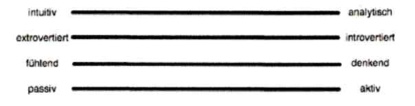 intuitiv analytisch
extrovertiert introvertiert
fühlend denkend
passiv aktiv